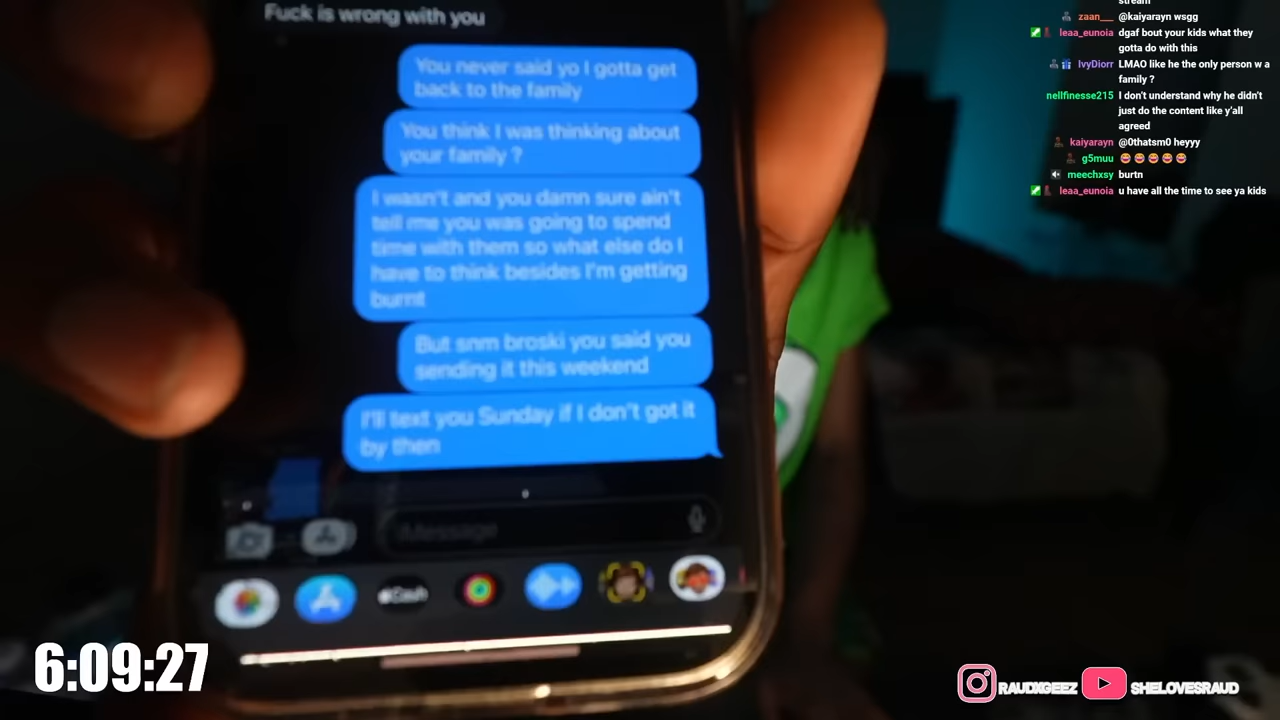 Fuck is wrong with you
You never said yo I gotta get
back to the family
You think I was thinking about
your family ?
I wasn't and you damn sure ain't
tell me you was going to spend
time with them so what else do I
have to think besides I'm getting
burnt
But snm broski you said you
sending it this weekend
I'll text you Sunday if I don't got it
by then
iMessage
Cash
6:09:27
stream
zaan__ @kaiyarayn wsgg
leaa_eunoia dgaf bout your kids what they
gotta do with this
IvyDiorr LMAO like he the only person w a
family ?
nellfinesse215 I don't understand why he didn't
just do the content like y'all
agreed
kaiyarayn @0thatsm0 heyyy
g5muu
meechxsy burtn
leaa_eunoia u have all the time to see ya kids
RAUDXGEEZ SHELOVESRAUD